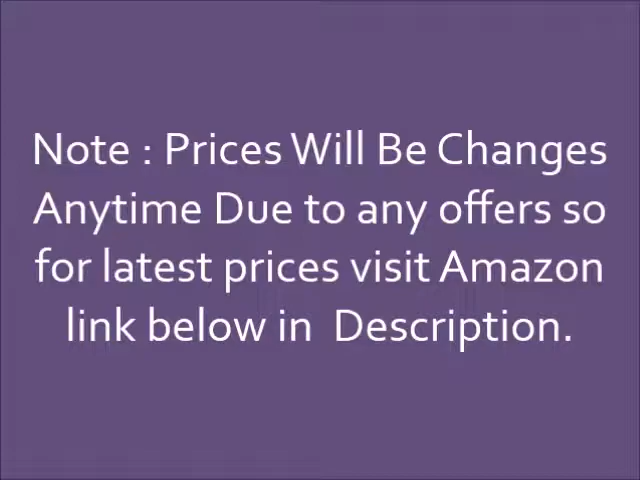 Note : Prices Will Be Changes
Anytime Due to any offers so
for latest prices visit Amazon
link below in  Description.